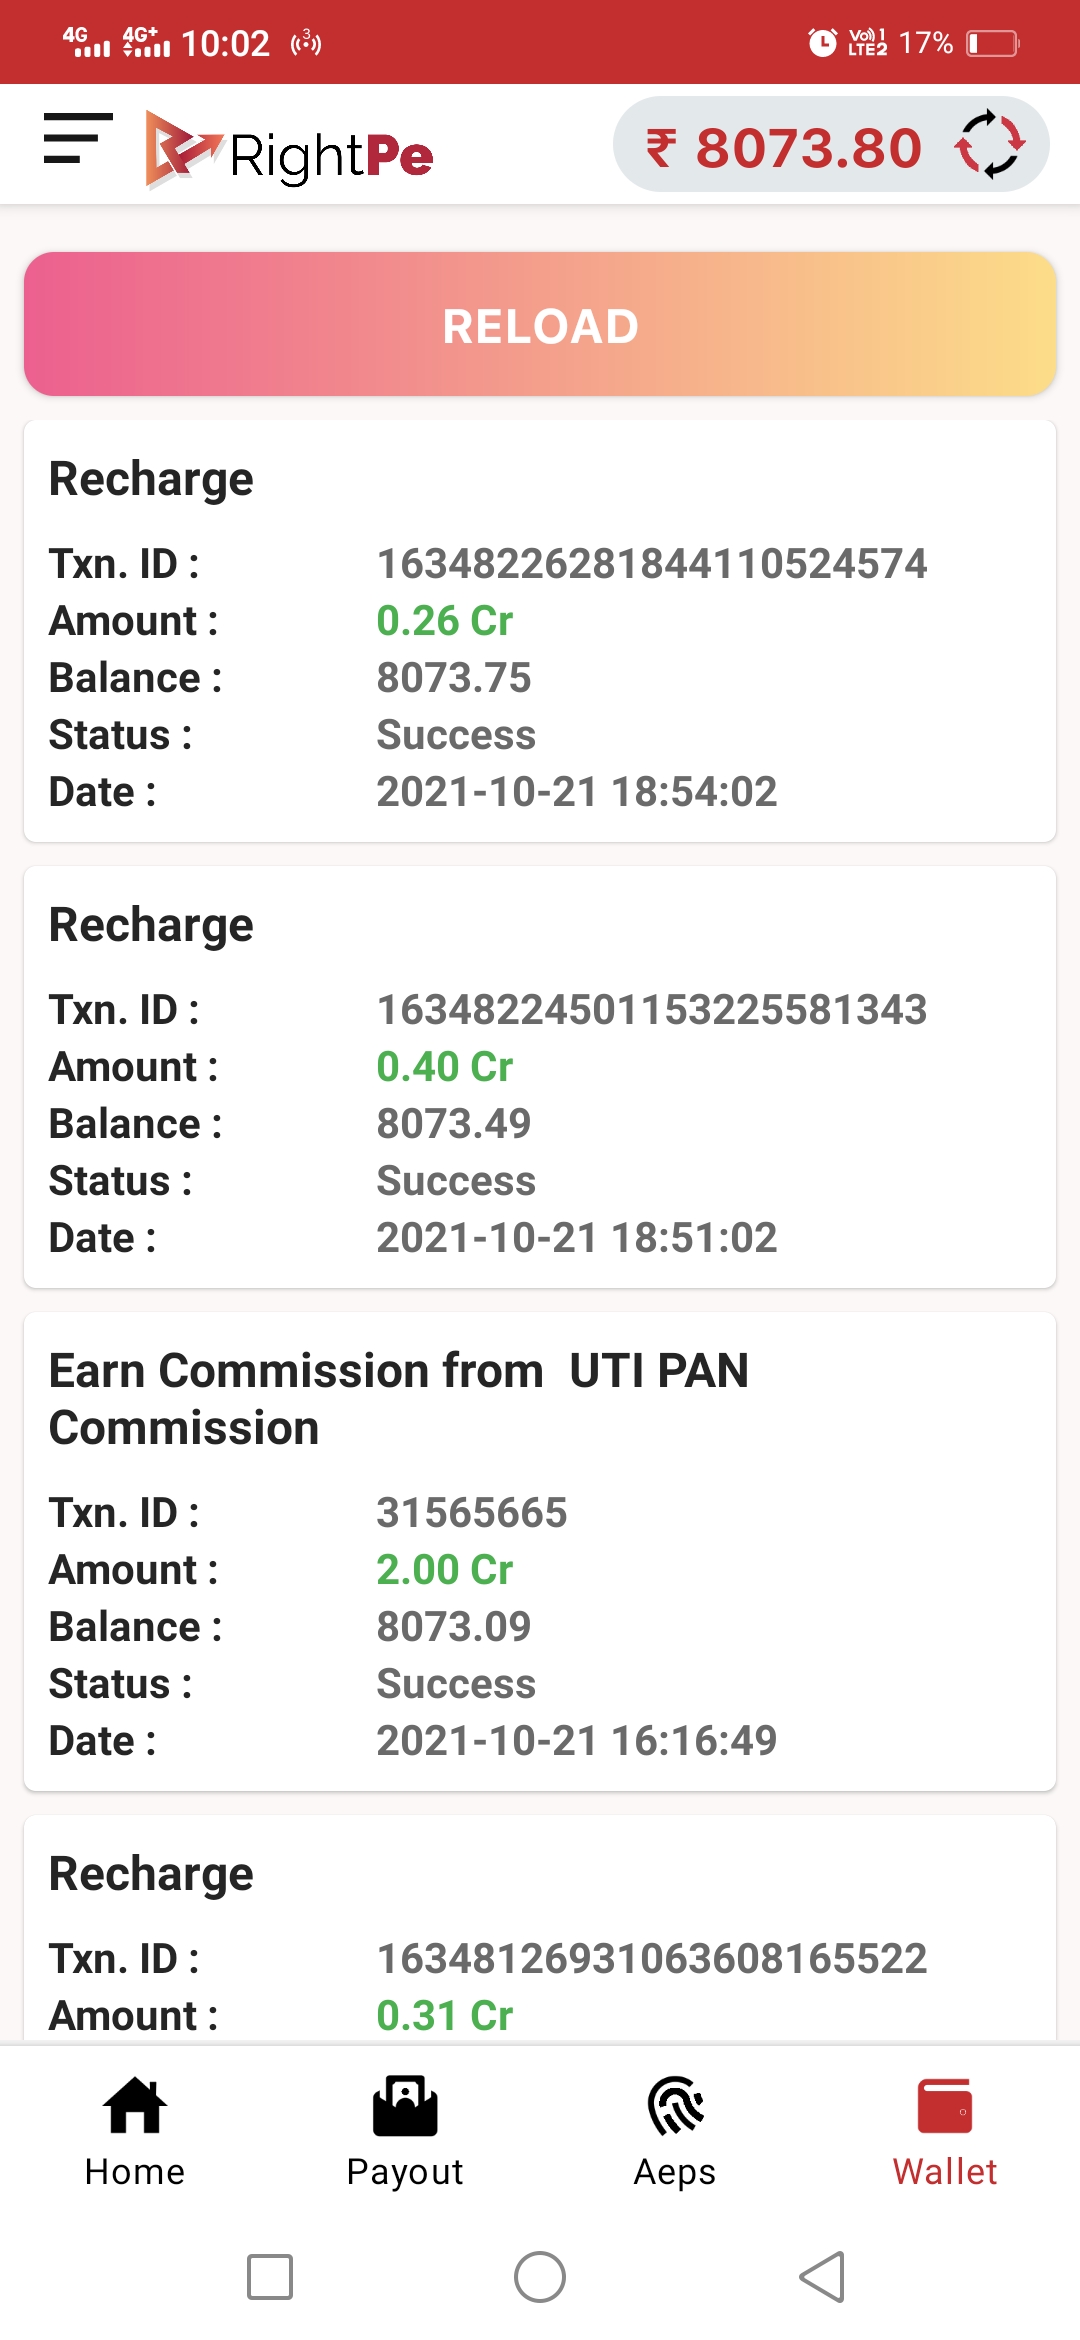 4G 4G+ 10:02 3 Vo)) 1 LTE2 17%
RightPe ₹ 8073.80
RELOAD
Recharge
Txn. ID : 16348226281844110524574
Amount : 0.26 Cr
Balance : 8073.75
Status : Success
Date : 2021-10-21 18:54:02
Recharge
Txn. ID : 16348224501153225581343
Amount : 0.40 Cr
Balance : 8073.49
Status : Success
Date : 2021-10-21 18:51:02
Earn Commission from UTI PAN
Commission
Txn. ID : 31565665
Amount : 2.00 Cr
Balance : 8073.09
Status : Success
Date : 2021-10-21 16:16:49
Recharge
Txn. ID : 16348126931063608165522
Amount : 0.31 Cr
Home Payout Aeps Wallet